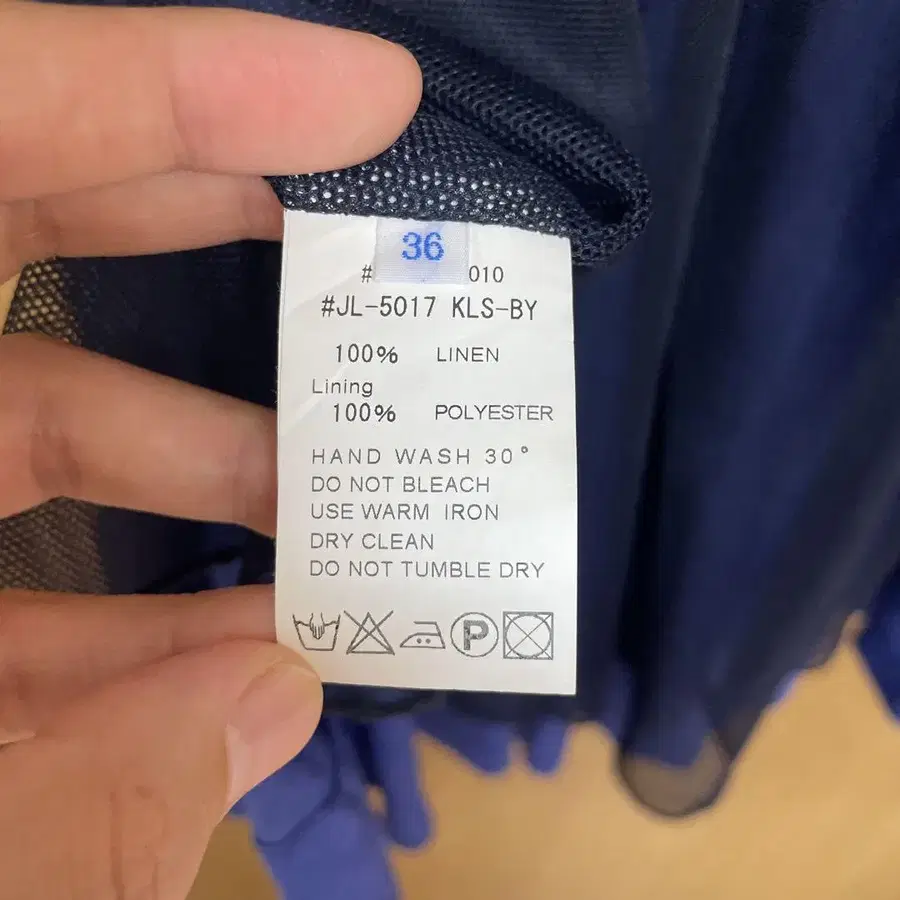 36
# 010
#JL-5017 KLS-BY
100% LINEN
Lining
100% POLYESTER
HAND WASH 30°
DO NOT BLEACH
USE WARM IRON
DRY CLEAN
DO NOT TUMBLE DRY
P